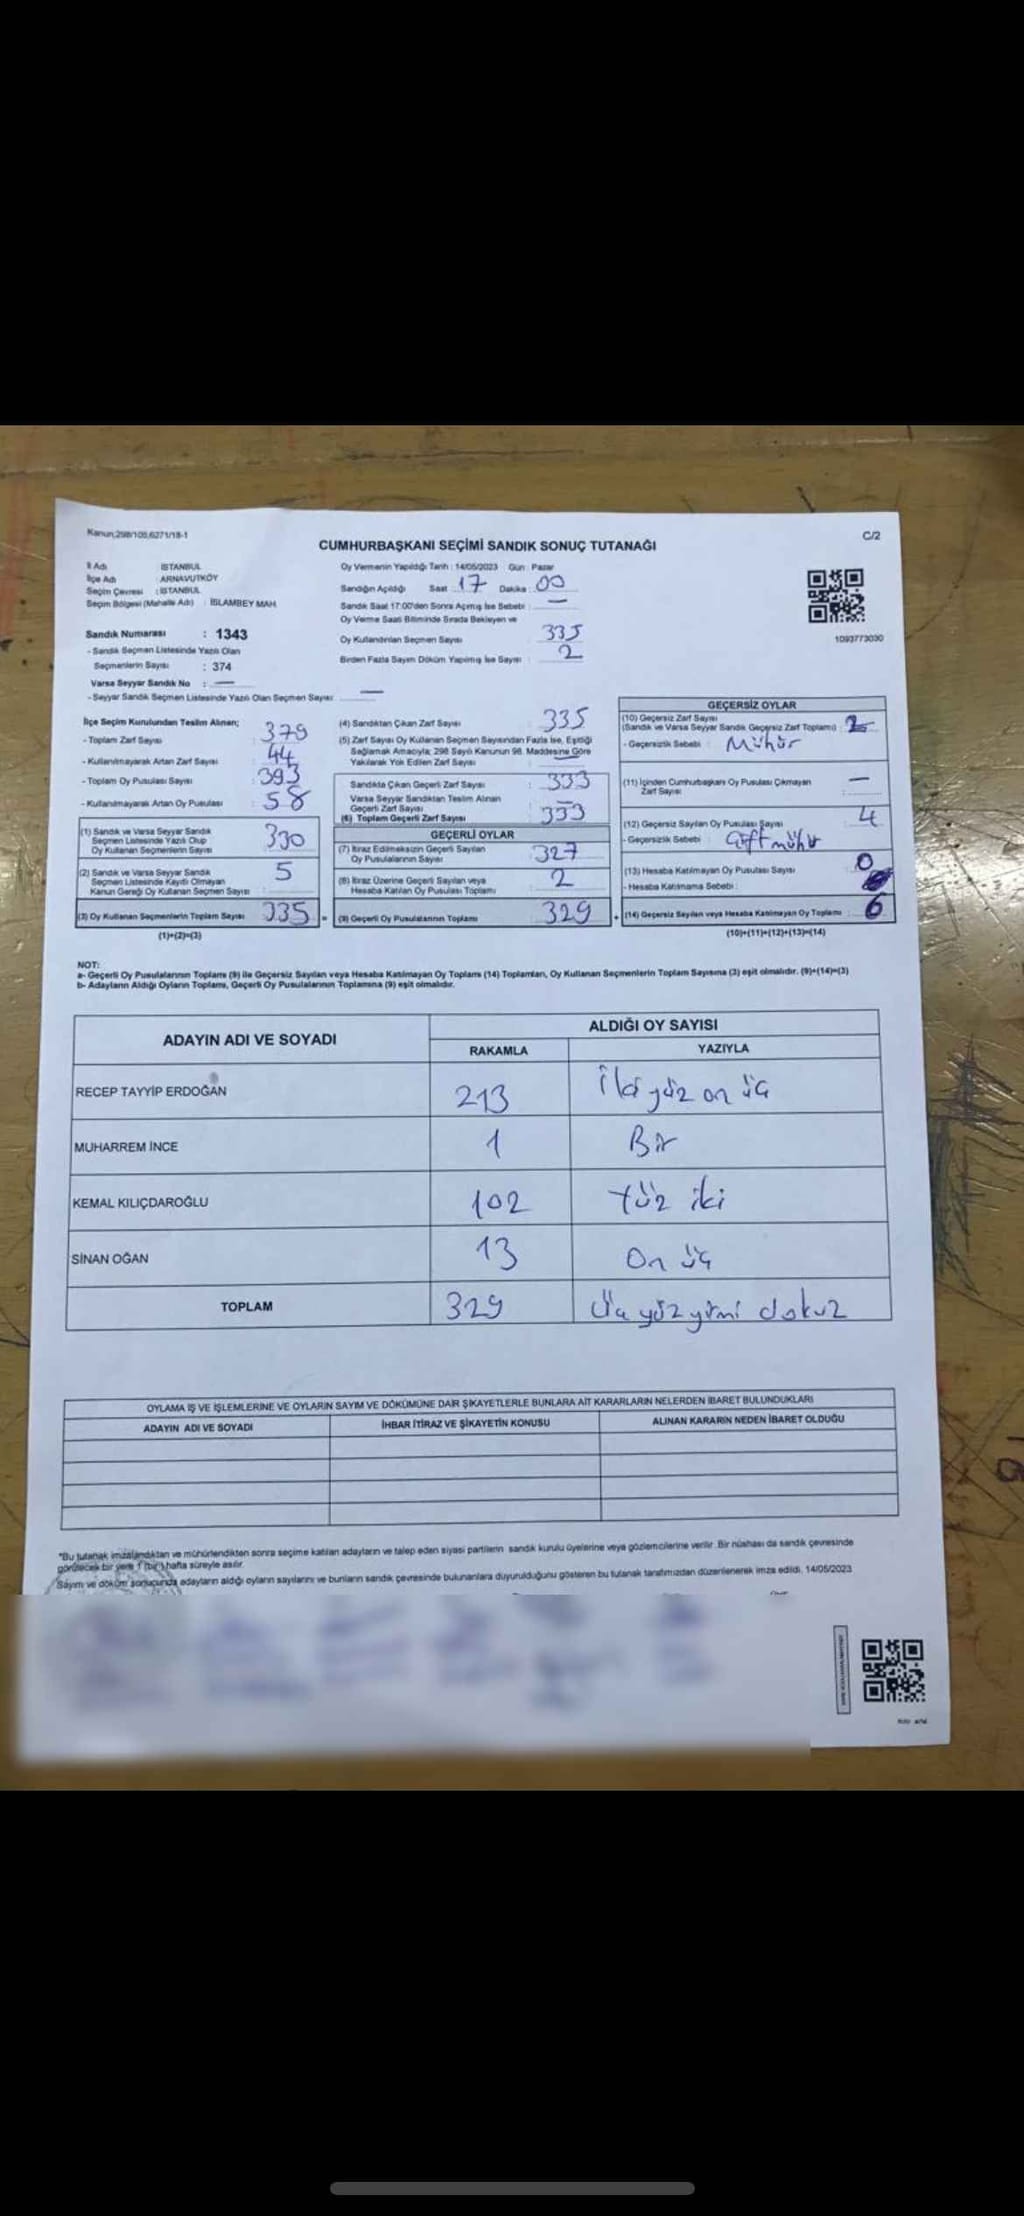 Kanun;298/105,6271/18-1
C/2
CUMHURBAŞKANI SEÇİMİ SANDIK SONUÇ TUTANAĞI
İl Adı : İSTANBUL
İlçe Adı : ARNAVUTKÖY
Seçim Çevresi : İSTANBUL
Seçim Bölgesi (Mahalle Adı) : İSLAMBEY MAH.
Sandık Numarası : 1343
- Sandık Seçmen Listesinde Yazılı Olan
Seçmenlerin Sayısı : 374
Varsa Seyyar Sandık No : —
- Seyyar Sandık Seçmen Listesinde Yazılı Olan Seçmen Sayısı : —
Oy Vermenin Yapıldığı Tarih : 14/05/2023 Gün : Pazar
Sandığın Açıldığı Saat 17 Dakika : 00
Sandık Saat 17:00'den Sonra Açımış İse Sebebi : —
Oy Verme Saati Bitiminde Sırada Bekleyen ve
Oy Kullandırılan Seçmen Sayısı : 335
Birden Fazla Sayım Döküm Yapılmış İse Sayısı : 2
1093773030
İlçe Seçim Kurulundan Teslim Alınan;
- Toplam Zarf Sayısı : 379
- Kullanılmayarak Artan Zarf Sayısı : 44
- Toplam Oy Pusulası Sayısı : 393
- Kullanılmayarak Artan Oy Pusulası : 58
(1) Sandık ve Varsa Seyyar Sandık
Seçmen Listesinde Yazılı Olup
Oy Kullanan Seçmenlerin Sayısı : 330
(2) Sandık ve Varsa Seyyar Sandık
Seçmen Listesinde Kayıtlı Olmayan
Kanun Gereği Oy Kullanan Seçmen Sayısı : 5
(3) Oy Kullanan Seçmenlerin Toplam Sayısı : 335 =
(1)+(2)=(3)
(4) Sandıktan Çıkan Zarf Sayısı : 335
(5) Zarf Sayısı Oy Kullanan Seçmen Sayısından Fazla İse, Eşitliği
Sağlamak Amacıyla; 298 Sayılı Kanunun 98. Maddesine Göre
Yakılarak Yok Edilen Zarf Sayısı : —
Sandıkta Çıkan Geçerli Zarf Sayısı : 333
Varsa Seyyar Sandıktan Teslim Alınan
Geçerli Zarf Sayısı : —
(6) Toplam Geçerli Zarf Sayısı : 333
GEÇERLİ OYLAR
(7) İtiraz Edilmeksizin Geçerli Sayılan
Oy Pusulalarının Sayısı : 327
(8) İtiraz Üzerine Geçerli Sayılan veya
Hesaba Katılan Oy Pusulası Toplamı : 2
(9) Geçerli Oy Pusulalarının Toplamı : 329 +
GEÇERSİZ OYLAR
(10) Geçersiz Zarf Sayısı
(Sandık ve Varsa Seyyar Sandık Geçersiz Zarf Toplamı) : 2
- Geçersizlik Sebebi : Mühür
(11) İçinden Cumhurbaşkanı Oy Pusulası Çıkmayan
Zarf Sayısı : —
(12) Geçersiz Sayılan Oy Pusulası Sayısı : 4
- Geçersizlik Sebebi : Çift mühür
(13) Hesaba Katılmayan Oy Pusulası Sayısı : 0
- Hesaba Katılmama Sebebi :
(14) Geçersiz Sayılan veya Hesaba Katılmayan Oy Toplamı : 6
(10)+(11)+(12)+(13)=(14)
NOT:
a- Geçerli Oy Pusulalarının Toplamı (9) ile Geçersiz Sayılan veya Hesaba Katılmayan Oy Toplamı (14) Toplamları, Oy Kullanan Seçmenlerin Toplam Sayısına (3) eşit olmalıdır. (9)+(14)=(3)
b- Adayların Aldığı Oyların Toplamı, Geçerli Oy Pusulalarının Toplamına (9) eşit olmalıdır.
ADAYIN ADI VE SOYADI
ALDIĞI OY SAYISI
RAKAMLA YAZIYLA
RECEP TAYYİP ERDOĞAN 213 İki yüz on üç
MUHARREM İNCE 1 Bir
KEMAL KILIÇDAROĞLU 102 Yüz iki
SİNAN OĞAN 13 On üç
TOPLAM 329 Üç yüz yirmi dokuz
OYLAMA İŞ VE İŞLEMLERİNE VE OYLARIN SAYIM VE DÖKÜMÜNE DAİR ŞİKAYETLERLE BUNLARA AİT KARARLARIN NELERDEN İBARET BULUNDUKLARI
ADAYIN ADI VE SOYADI İHBAR İTİRAZ VE ŞİKAYETİN KONUSU ALINAN KARARIN NEDEN İBARET OLDUĞU
*Bu tutanak imzalandıktan ve mühürlendikten sonra seçime katılan adayların ve talep eden siyasi partilerin sandık kurulu üyelerine veya gözlemcilerine verilir. Bir nüshası da sandık çevresinde
görülecek bir yere 1 (bir) hafta süreyle asılır.
Sayım ve döküm sonucunda adayların aldığı oyların sayılarını ve bunların sandık çevresinde bulunanlara duyurulduğunu gösteren bu tutanak tarafımızdan düzenlenerek imza edildi. 14/05/2023